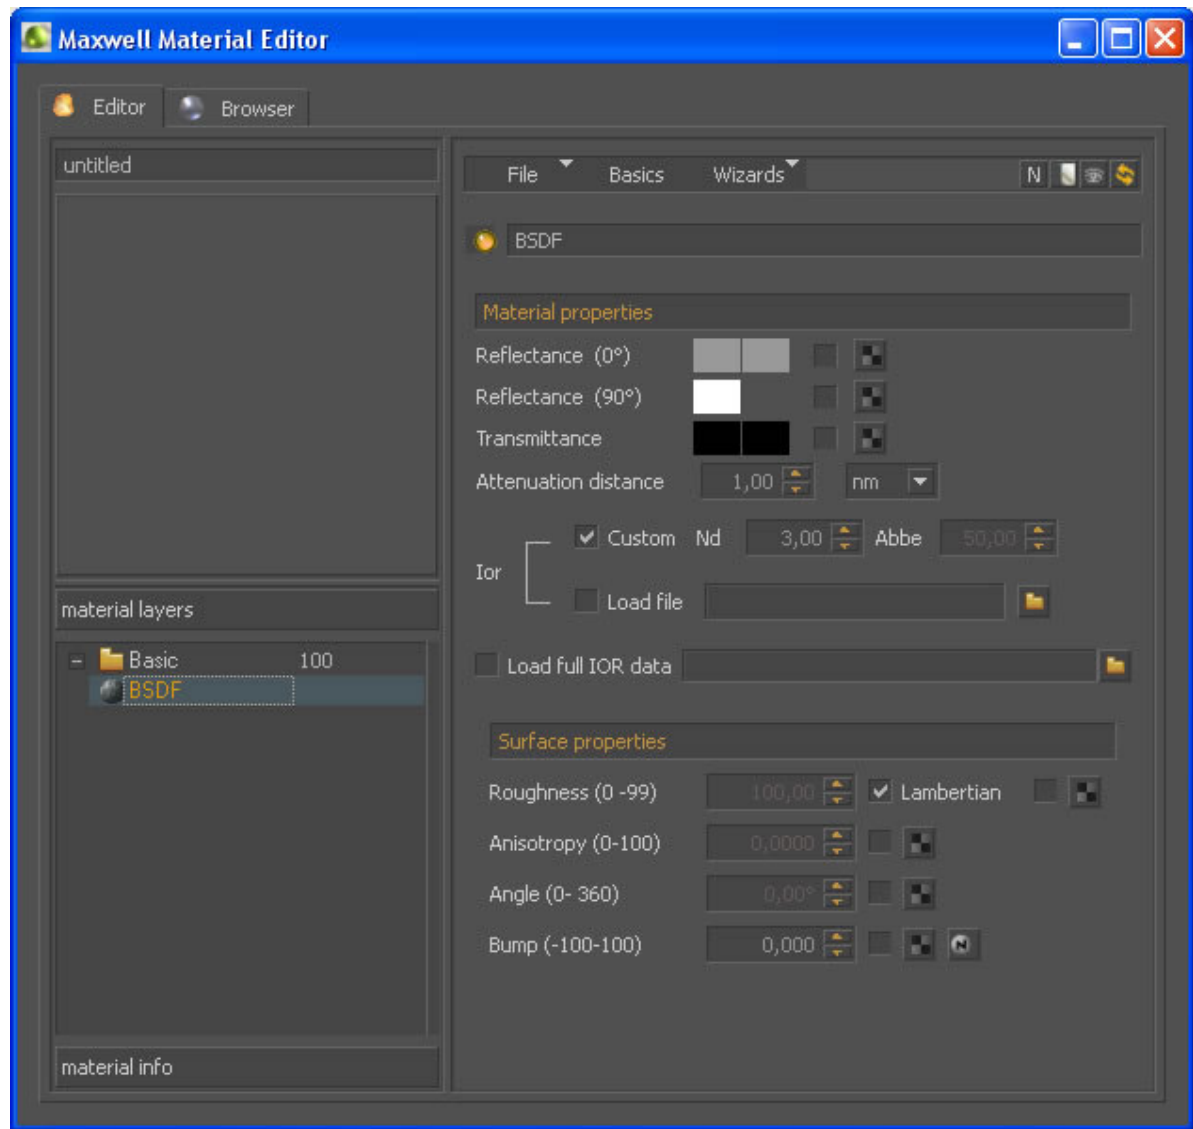 Maxwell Material Editor
Editor Browser
untitled
File Basics Wizards N
BSDF
Material properties
Reflectance (0°)
Reflectance (90°)
Transmittance
Attenuation distance 1,00 nm
Ior
Custom Nd 3,00 Abbe 50,00
Load file
material layers
Basic 100
BSDF
Load full IOR data
Surface properties
Roughness (0 -99) 100,00 Lambertian
Anisotropy (0-100) 0,0000
Angle (0- 360) 0,00°
Bump (-100-100) 0,000 N
material info